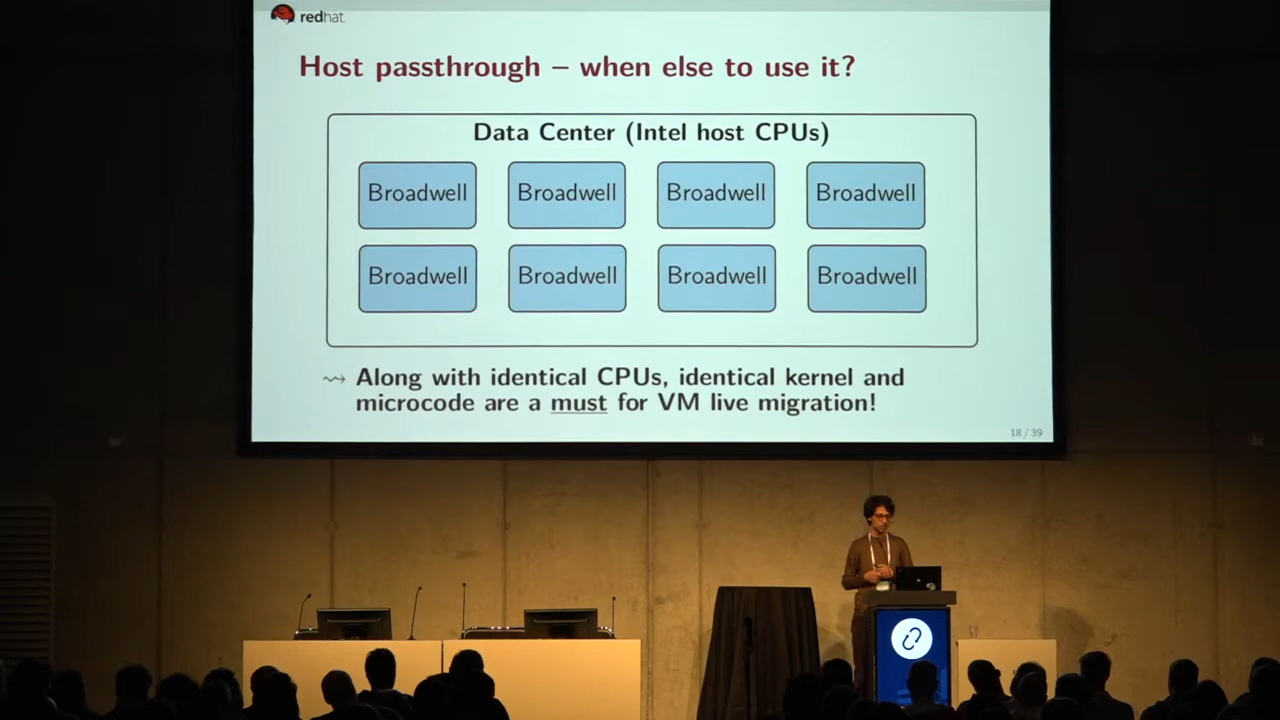 redhat.
Host passthrough – when else to use it?
Data Center (Intel host CPUs)
Broadwell Broadwell Broadwell Broadwell
Broadwell Broadwell Broadwell Broadwell
⇝ Along with identical CPUs, identical kernel and
microcode are a must for VM live migration!
18 / 39